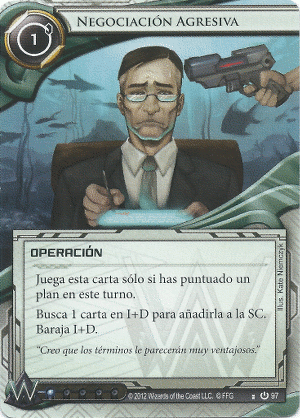 Negociación Agresiva
1
OPERACIÓN
Juega esta carta sólo si has puntuado un
plan en este turno.
Busca 1 carta en I+D para añadirla a la SC.
Baraja I+D.
“Creo que los términos le parecerán muy ventajosos.”
Illus. Kate Niemczyk
© 2012 Wizards of the Coast LLC. © FFG
97